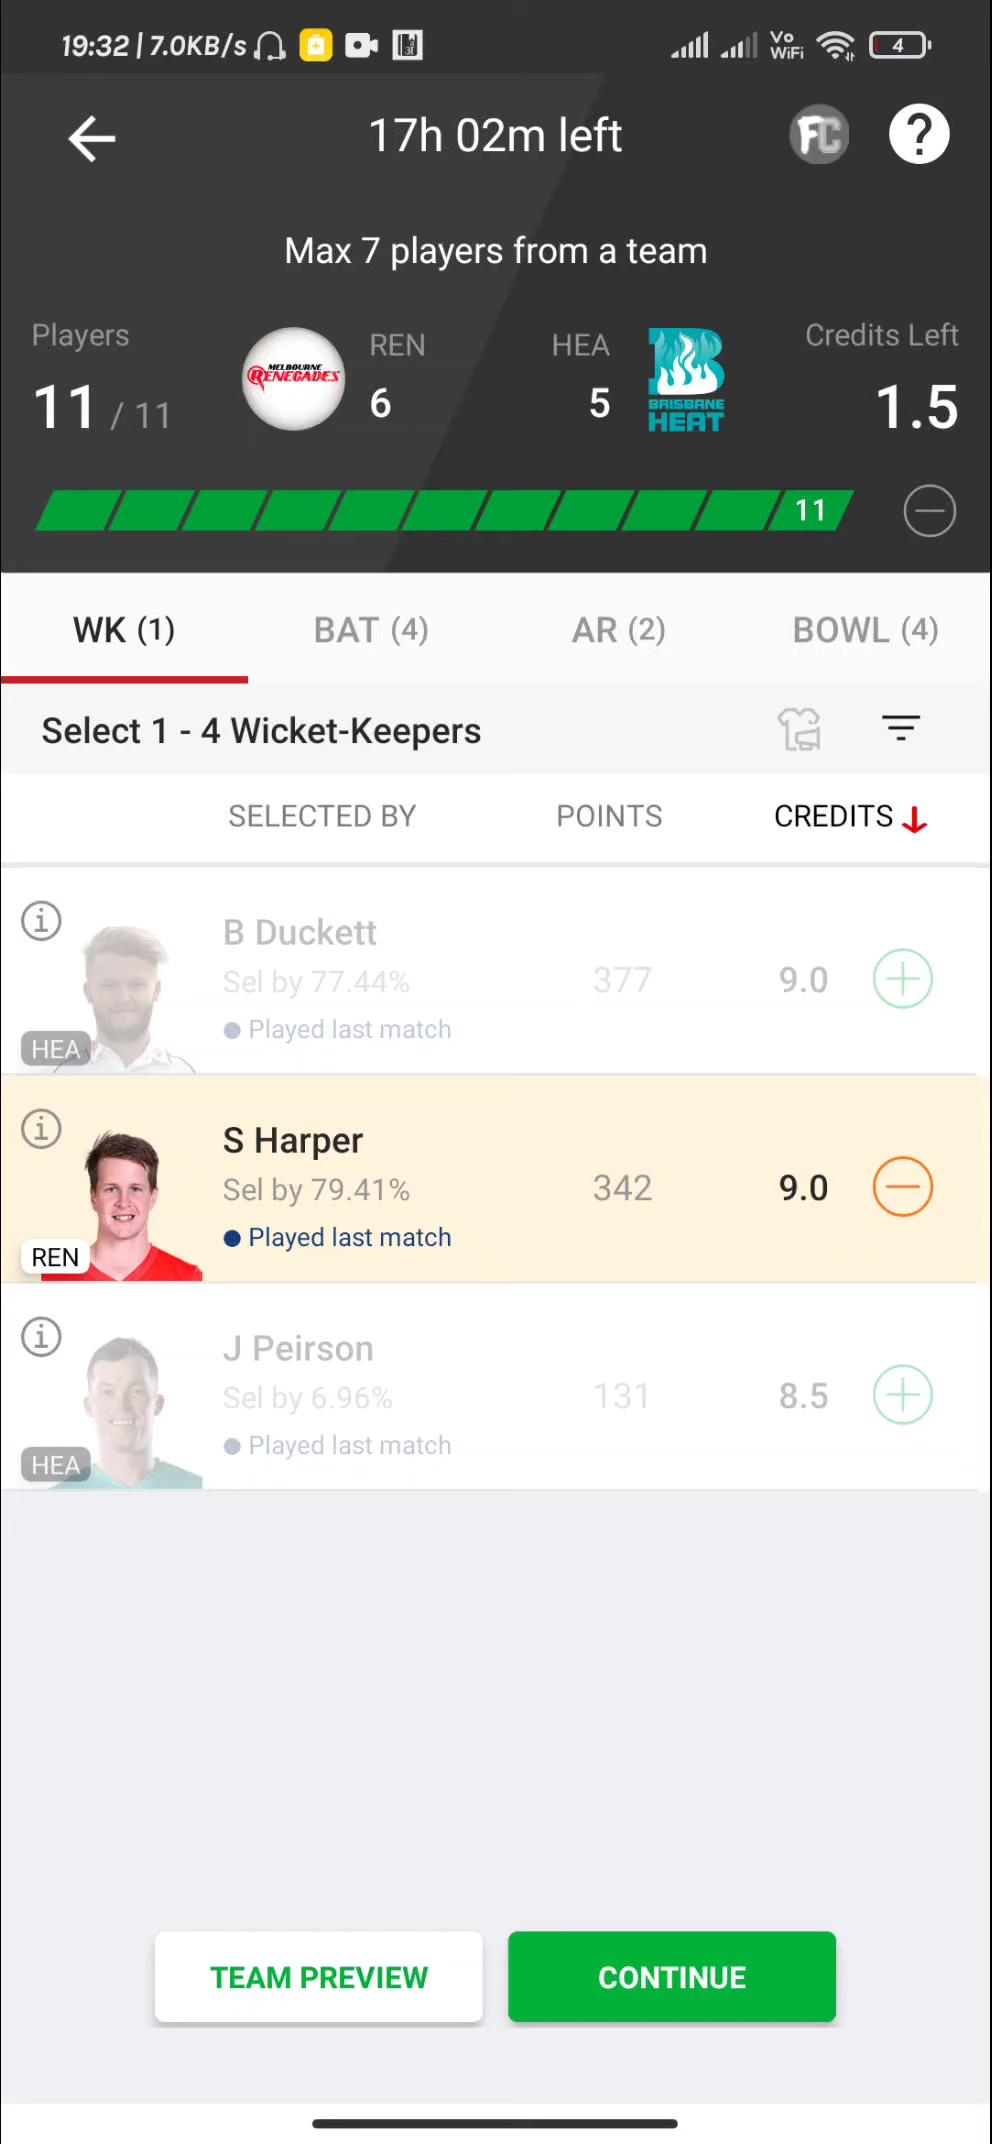 19:32 | 7.0KB/s
Vo
WiFi
4
17h 02m left
FC
?
Max 7 players from a team
Players
11 / 11
MELBOURNE
RENEGADES
REN
6
HEA
5
BRISBANE
HEAT
Credits Left
1.5
11
WK (1)
BAT (4)
AR (2)
BOWL (4)
Select 1 - 4 Wicket-Keepers
SELECTED BY
POINTS
CREDITS
i
B Duckett
Sel by 77.44%
377
9.0
Played last match
HEA
i
S Harper
Sel by 79.41%
342
9.0
Played last match
REN
i
J Peirson
Sel by 6.96%
131
8.5
Played last match
HEA
TEAM PREVIEW
CONTINUE